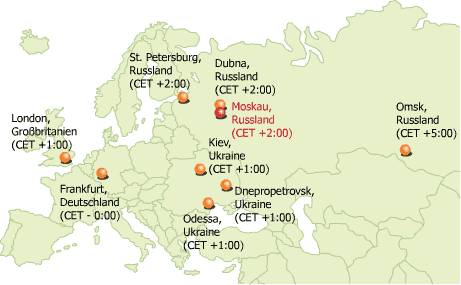 St. Petersburg,
Russland
(CET +2:00)
Dubna,
Russland
(CET +2:00)
Moskau,
Russland
(CET +2:00)
Omsk,
Russland
(CET +5:00)
London,
Großbritanien
(CET +1:00)
Kiev,
Ukraine
(CET +1:00)
Frankfurt,
Deutschland
(CET - 0:00)
Dnepropetrovsk,
Ukraine
(CET +1:00)
Odessa,
Ukraine
(CET +1:00)